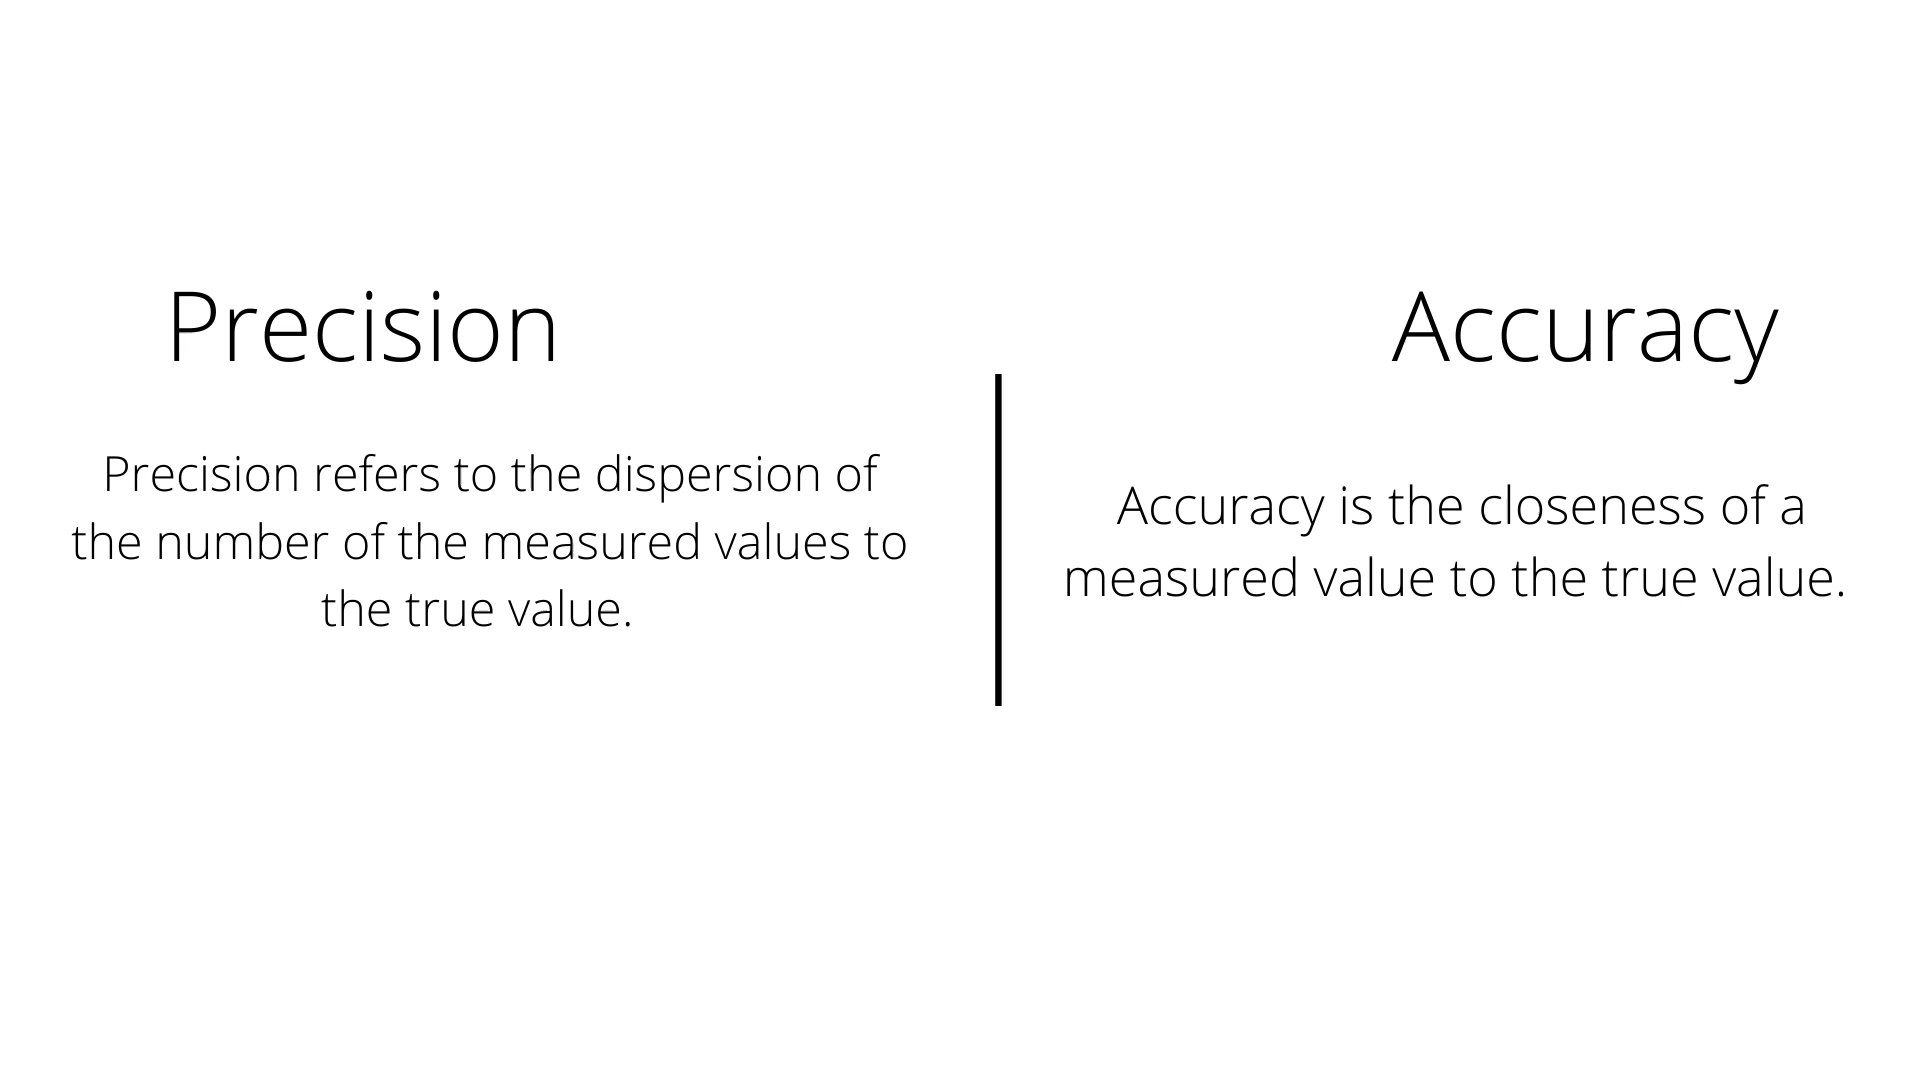 Precision
Precision refers to the dispersion of
the number of the measured values to
the true value.
Accuracy
Accuracy is the closeness of a
measured value to the true value.